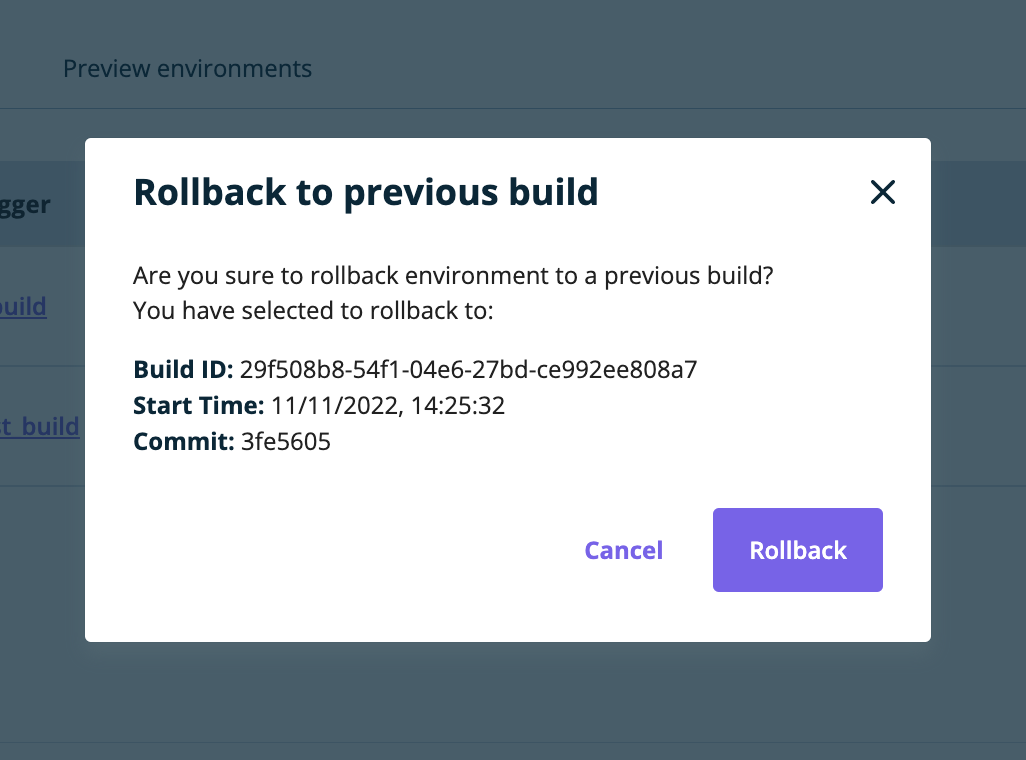 Preview environments
Rollback to previous build
gger
Are you sure to rollback environment to a previous build?
You have selected to rollback to:
build
Build ID: 29f508b8-54f1-04e6-27bd-ce992ee808a7
Start Time: 11/11/2022, 14:25:32
st build
Commit: 3fe5605
Cancel
Rollback